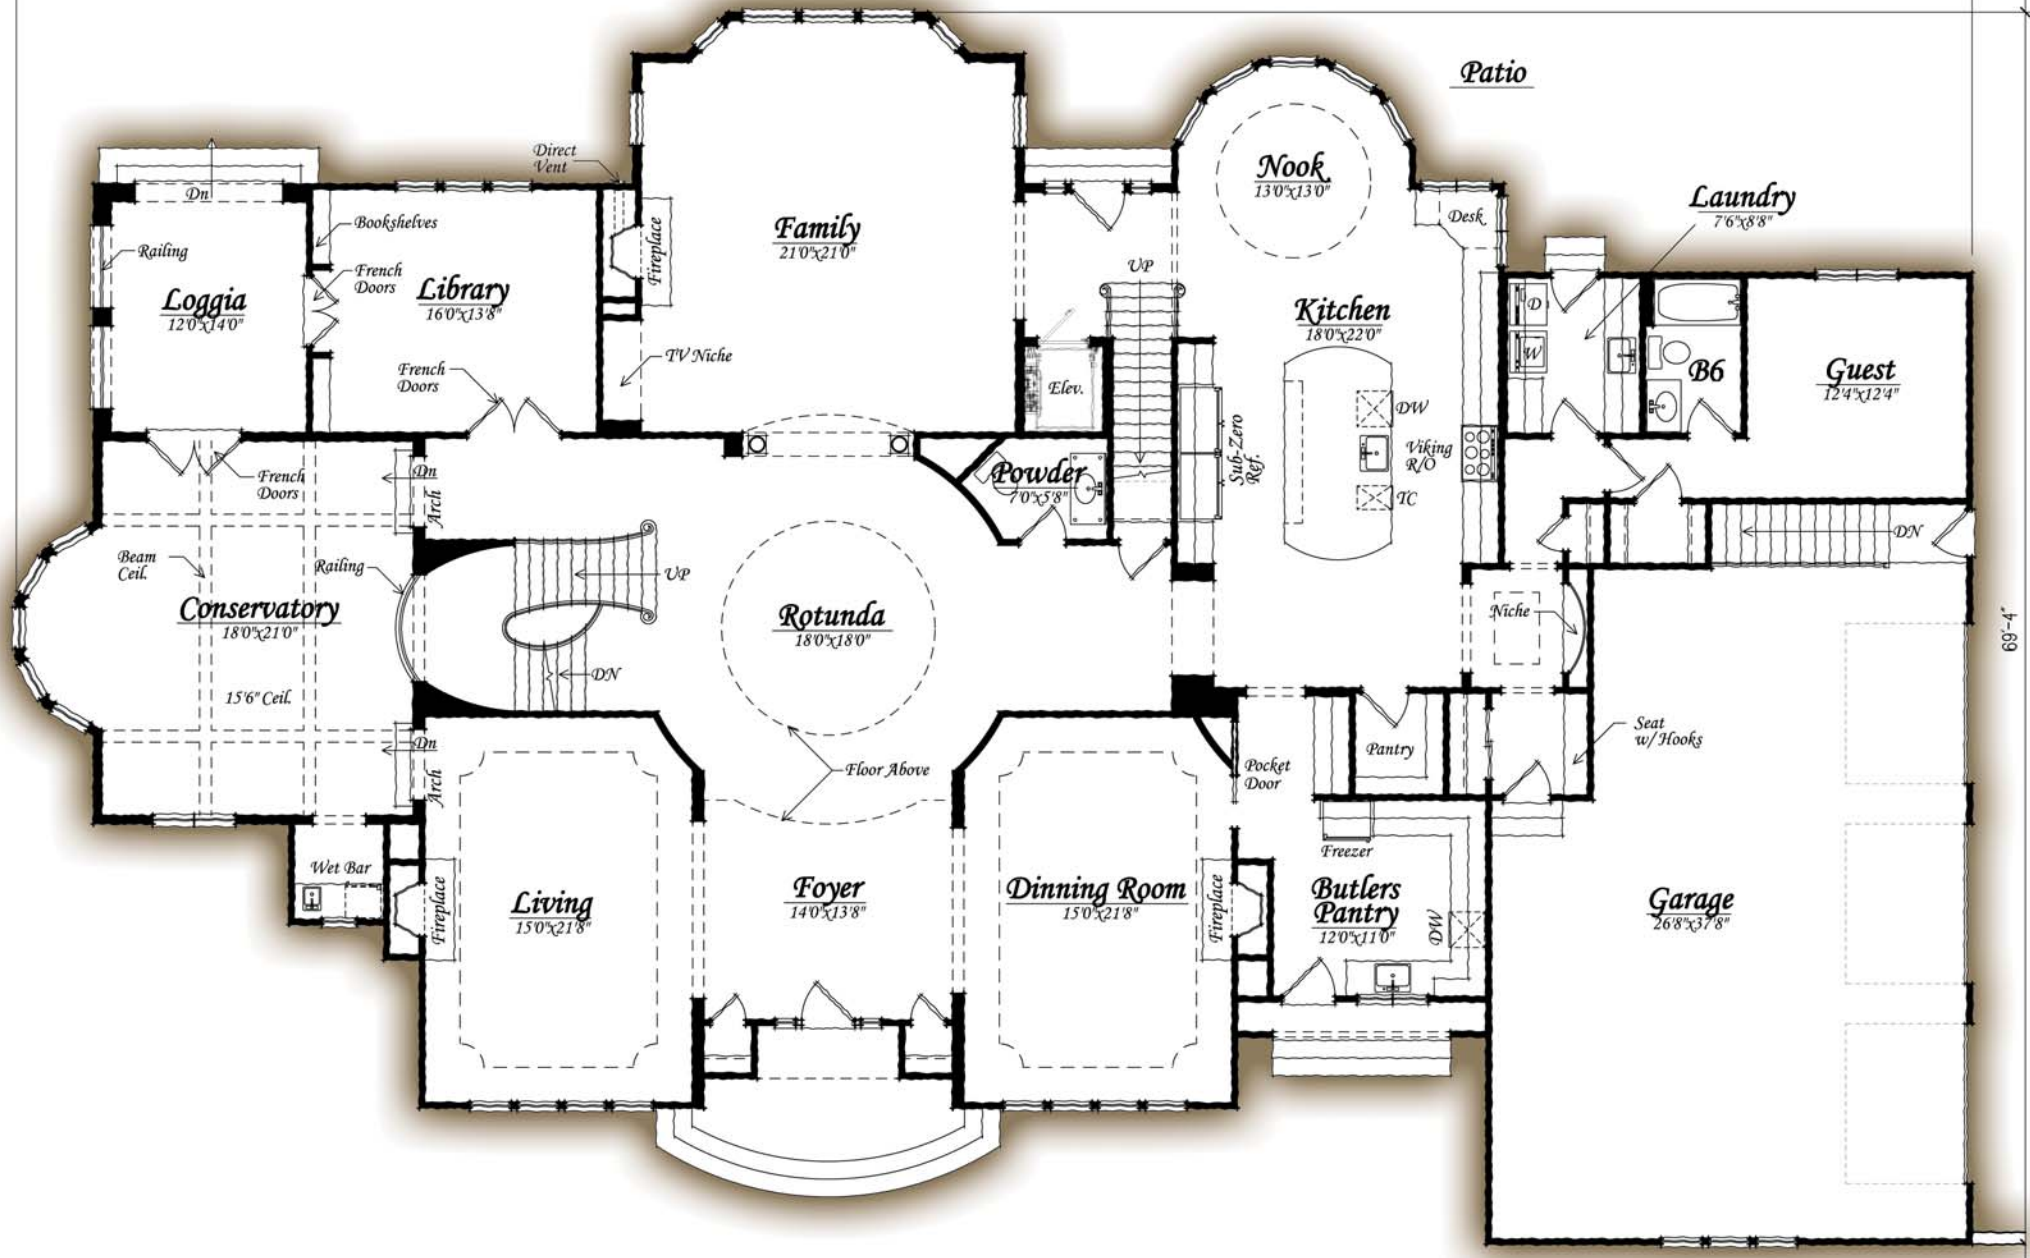 Patio
Direct
Vent
Nook
13'0"x13'0"
Laundry
7'6"x8'8"
Dn
Bookshelves
Desk
Railing
Family
21'0"x21'0"
Fireplace
French
Doors
UP
Loggia
12'0"x14'0"
Library
16'0"x13'8"
Kitchen
18'0"x22'0"
D
W
TV Niche
French
Doors
Elev.
B6
Guest
12'4"x12'4"
DW
Sub-Zero
Ref.
Viking
R/O
TC
Dn
Arch
French
Doors
Powder
7'0"x5'8"
DN
Beam
Ceil.
Railing
UP
Conservatory
18'0"x21'0"
Rotunda
18'0"x18'0"
Niche
69'-4"
DN
15'6" Ceil.
Dn
Arch
Seat
w/ Hooks
Pantry
Floor Above
Pocket
Door
Freezer
Wet Bar
Fireplace
Living
15'0"x21'8"
Foyer
14'0"x13'8"
Dinning Room
15'0"x21'8"
Fireplace
Butlers
Pantry
12'0"x11'0"
DW
Garage
26'8"x37'8"